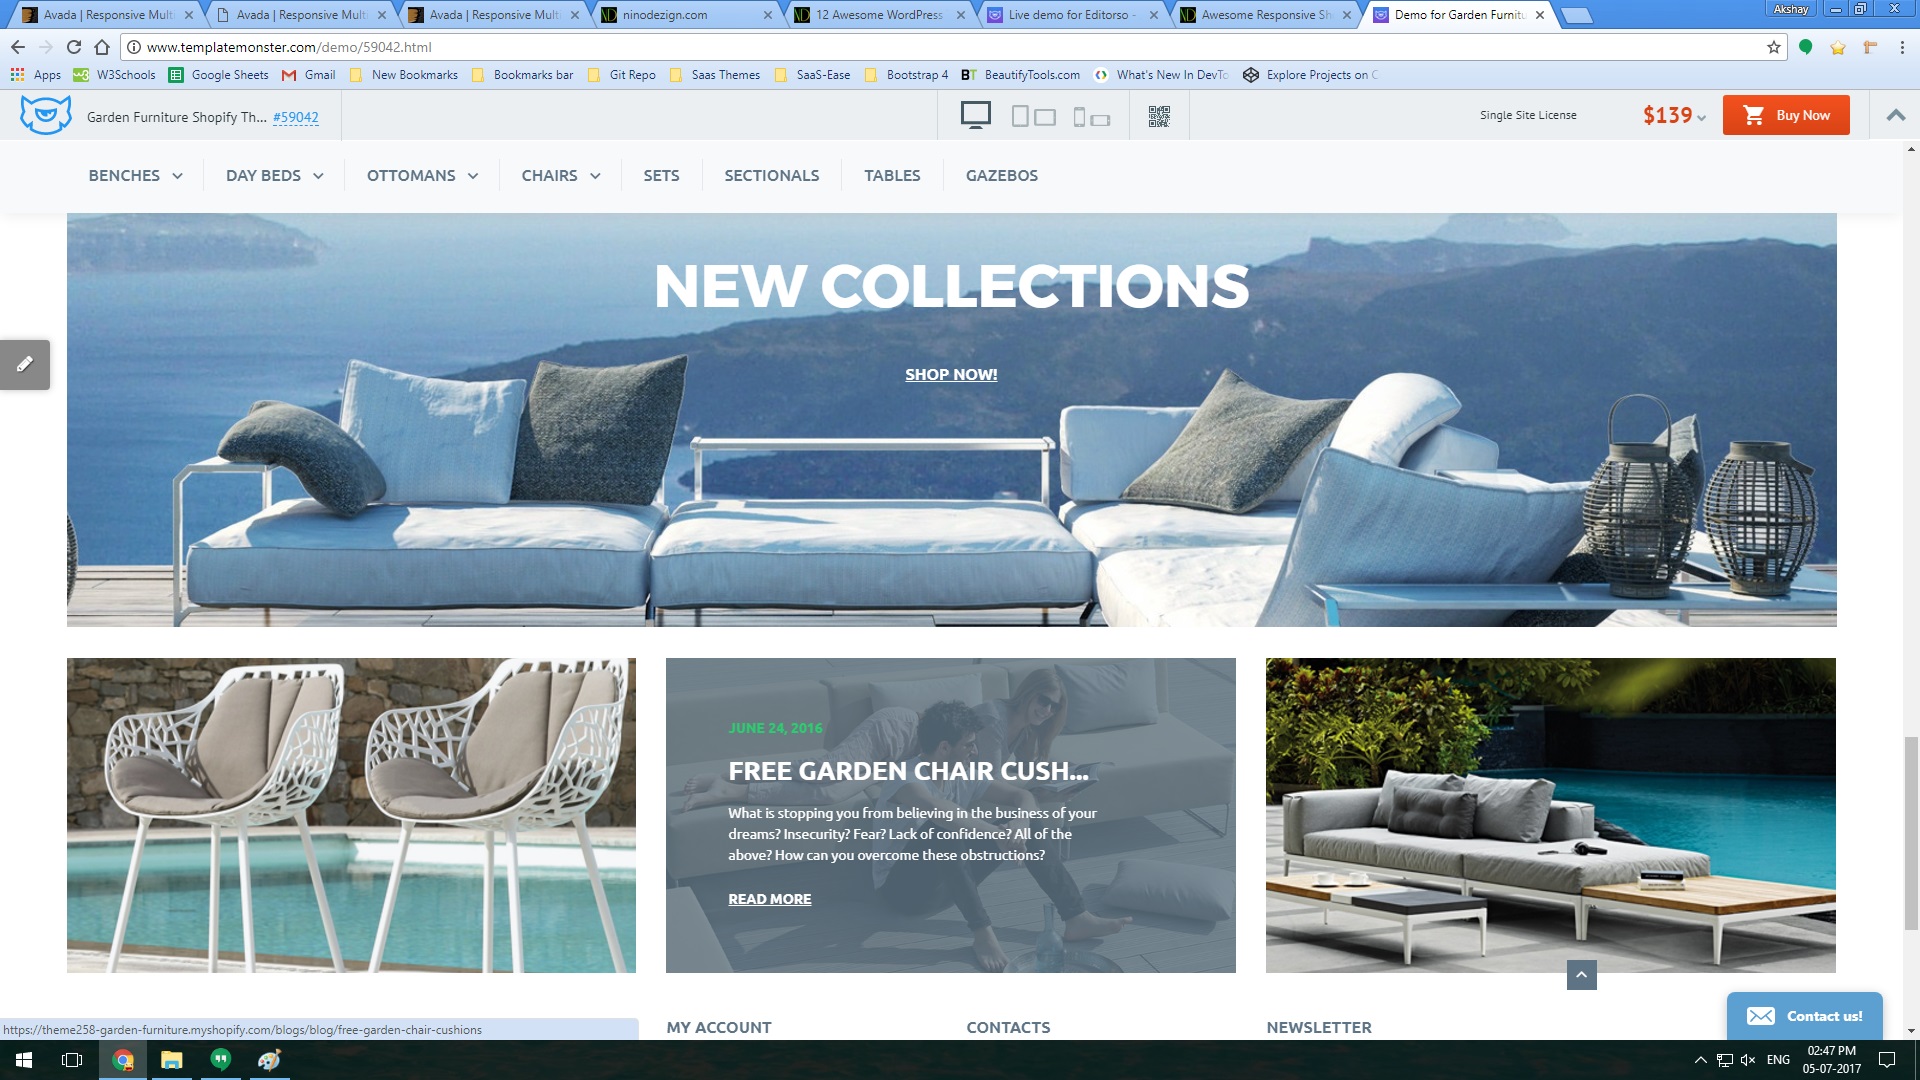 Avada | Responsive Multi
Avada | Responsive Multi
Avada | Responsive Multi
ninodezign.com
12 Awesome WordPress
Live demo for Editorso -
Awesome Responsive Sh
Demo for Garden Furnitu
Akshay
www.templatemonster.com/demo/59042.html
Apps
W3Schools
Google Sheets
Gmail
New Bookmarks
Bookmarks bar
Git Repo
Saas Themes
SaaS-Ease
Bootstrap 4
BT BeautifyTools.com
What's New In DevTo
Explore Projects on C
Garden Furniture Shopify Th... #59042
Single Site License
$139
Buy Now
BENCHES
DAY BEDS
OTTOMANS
CHAIRS
SETS
SECTIONALS
TABLES
GAZEBOS
NEW COLLECTIONS
SHOP NOW!
JUNE 24, 2016
FREE GARDEN CHAIR CUSH...
What is stopping you from believing in the business of your
dreams? Insecurity? Fear? Lack of confidence? All of the
above? How can you overcome these obstructions?
READ MORE
MY ACCOUNT
CONTACTS
NEWSLETTER
Contact us!
https://theme258-garden-furniture.myshopify.com/blogs/blog/free-garden-chair-cushions
ENG
02:47 PM
05-07-2017